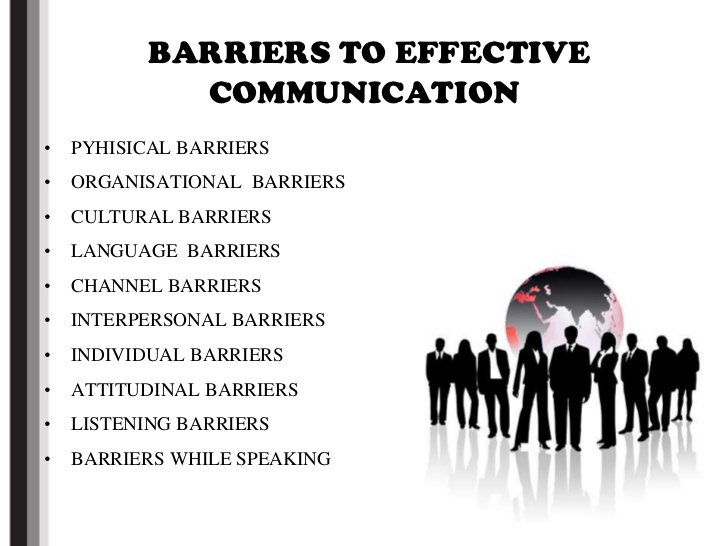 BARRIERS TO EFFECTIVE
COMMUNICATION
• PYHISICAL BARRIERS
• ORGANISATIONAL BARRIERS
• CULTURAL BARRIERS
• LANGUAGE BARRIERS
• CHANNEL BARRIERS
• INTERPERSONAL BARRIERS
• INDIVIDUAL BARRIERS
• ATTITUDINAL BARRIERS
• LISTENING BARRIERS
• BARRIERS WHILE SPEAKING